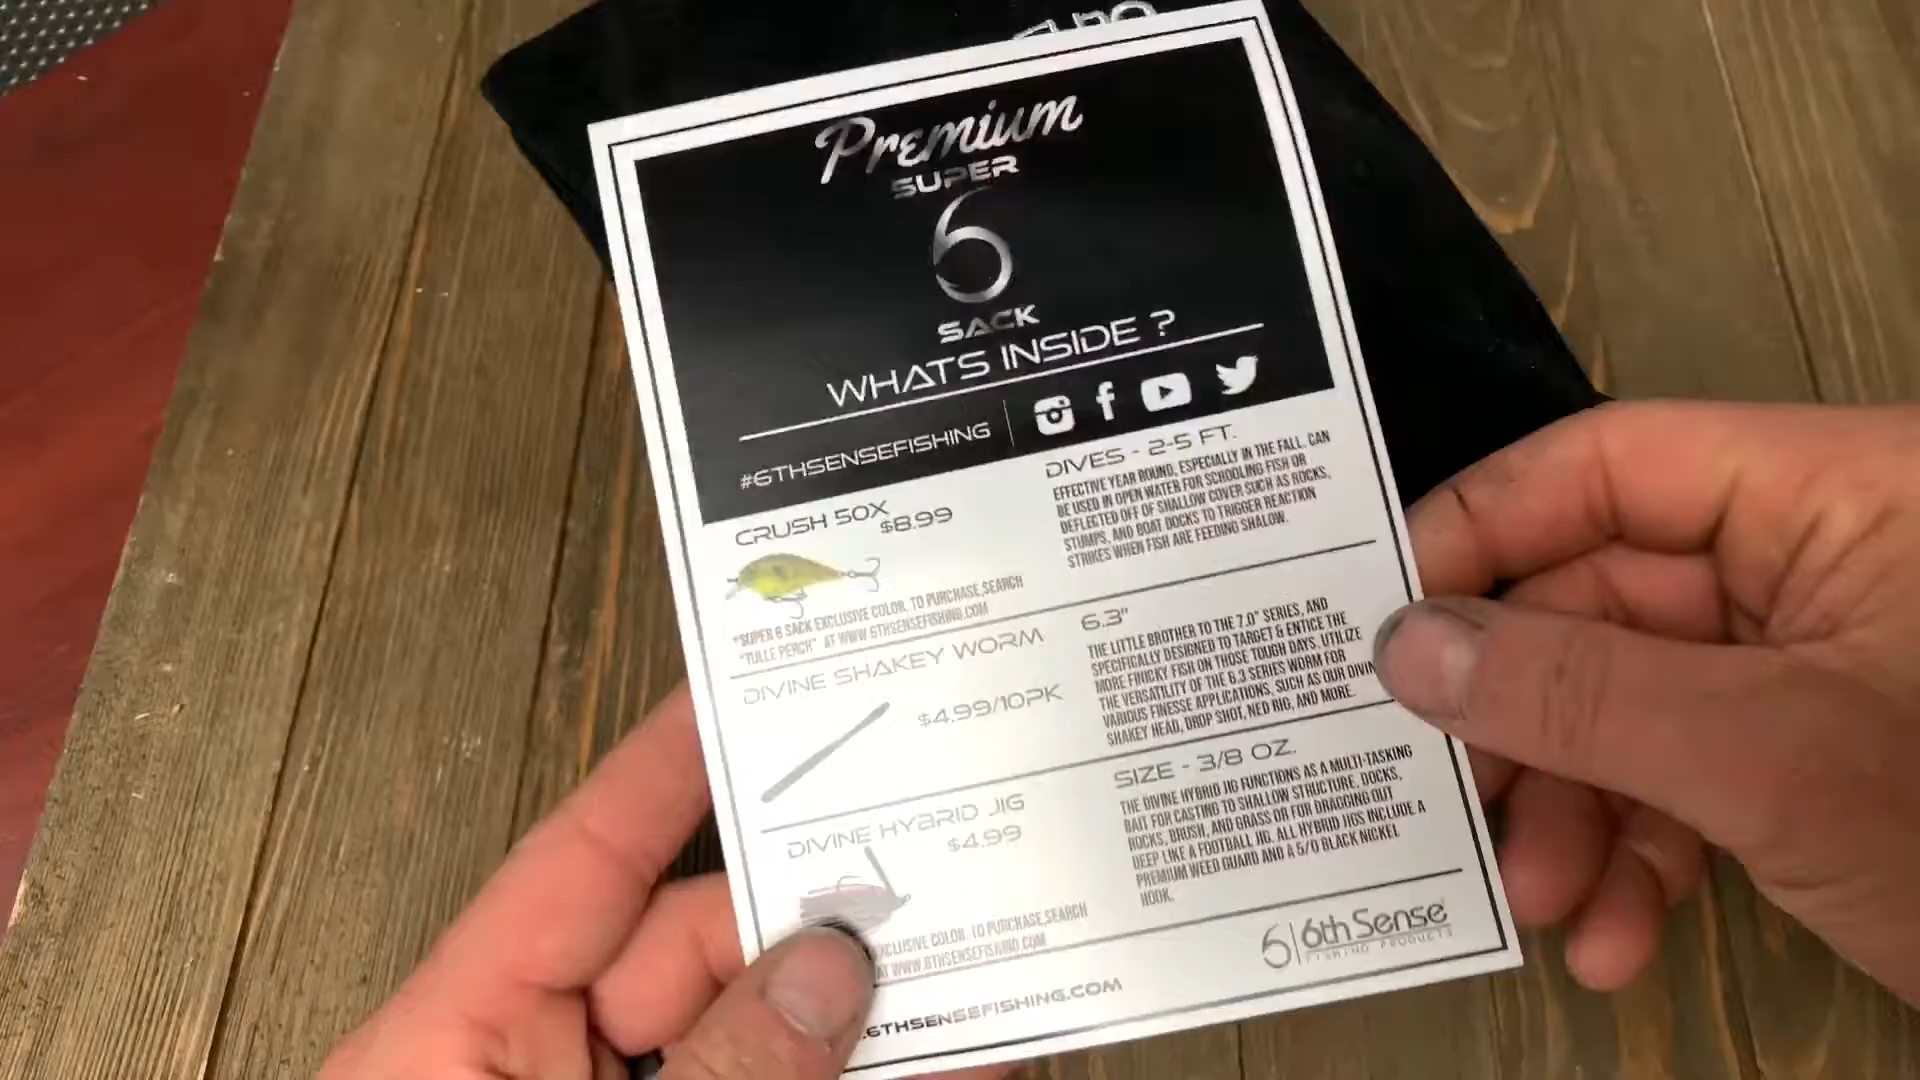 Premium
SUPER
6
SACK
WHATS INSIDE ?
#6THSENSEFISHING
CRUSH 50X
$8.99
*SUPER 6 SACK EXCLUSIVE COLOR. TO PURCHASE,SEARCH
"TULLE PERCH" AT WWW.6THSENSEFISHING.COM
DIVES - 2-5 FT.
EFFECTIVE YEAR ROUND, ESPECIALLY IN THE FALL. CAN
BE USED IN OPEN WATER FOR SCHOOLING FISH OR
DEFLECTED OFF OF SHALLOW COVER SUCH AS ROCKS,
STUMPS, AND BOAT DOCKS TO TRIGGER REACTION
STRIKES WHEN FISH ARE FEEDING SHALOW.
DIVINE SHAKEY WORM
$4.99/10PK
6.3"
THE LITTLE BROTHER TO THE 7.0" SERIES, AND
SPECIFICALLY DESIGNED TO TARGET & ENTICE THE
MORE FINICKY FISH ON THOSE TOUGH DAYS. UTILIZE
THE VERSATILITY OF THE 6.3 SERIES WORM FOR
VARIOUS FINESSE APPLICATIONS, SUCH AS OUR DIVIN
SHAKEY HEAD, DROP SHOT, NED RIG, AND MORE.
DIVINE HYBRID JIG
$4.99
EXCLUSIVE COLOR. TO PURCHASE,SEARCH
AT WWW.6THSENSEFISHING.COM
SIZE - 3/8 OZ.
THE DIVINE HYBRID JIG FUNCTIONS AS A MULTI-TASKING
BAIT FOR CASTING TO SHALLOW STRUCTURE, DOCKS,
ROCKS, BRUSH, AND GRASS OR FOR DRAGGING OUT
DEEP LIKE A FOOTBALL JIG. ALL HYBRID JIGS INCLUDE A
PREMIUM WEED GUARD AND A 5/0 BLACK NICKEL
HOOK.
6 6th Sense
FISHING PRODUCTS
.6THSENSEFISHING.COM